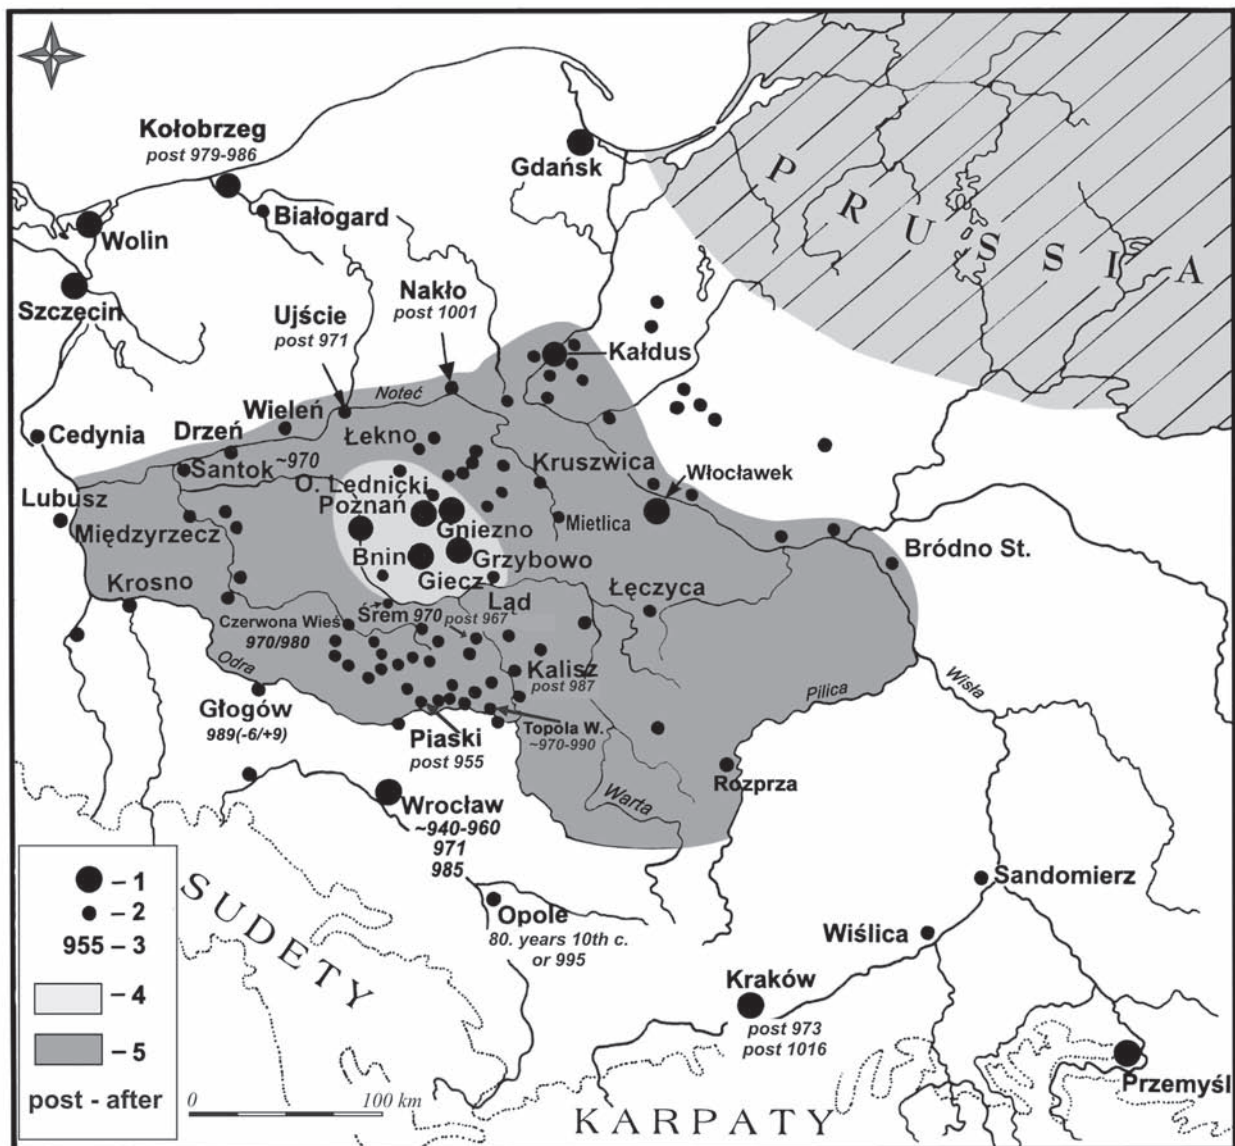 Kołobrzeg
post 979-986
Gdańsk
Białogard
Wolin
Szczecin
PRUSSIA
Nakło
post 1001
Ujście
post 971
Kałdus
Noteć
Wieleń
Drzeń
Cedynia
Łekno
Santok ~970
Kruszwica
Włocławek
O. Lednicki
Lubusz
Poznań
Międzyrzecz
Gniezno
Mietlica
Bnin
Grzybowo
Giecz
Bródno St.
Krosno
Ląd
Łęczyca
Śrem 970 post 967
Czerwona Wieś
970/980
Odra
Kalisz
post 987
Pilica
Wisła
Głogów
989(-6/+9)
Topola W.
~970-990
Piaski
post 955
Rozprza
Warta
Wrocław
~940-960
971
985
SUDETY
Sandomierz
Opole
80. years 10th c.
or 995
Wiślica
Kraków
post 973
post 1016
Przemyśl
KARPATY
– 1
– 2
955 – 3
– 4
– 5
post - after
0 100 km